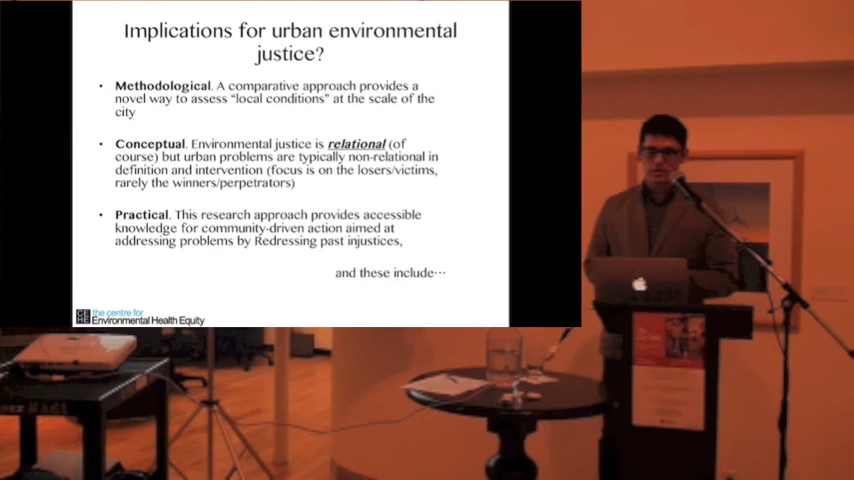 Implications for urban environmental
justice?
• Methodological. A comparative approach provides a
novel way to assess “local conditions” at the scale of the
city
• Conceptual. Environmental justice is relational (of
course) but urban problems are typically non-relational in
definition and intervention (focus is on the losers/victims,
rarely the winners/perpetrators)
• Practical. This research approach provides accessible
knowledge for community-driven action aimed at
addressing problems by Redressing past injustices,
and these include…
CE the centre for
HE Environmental Health Equity